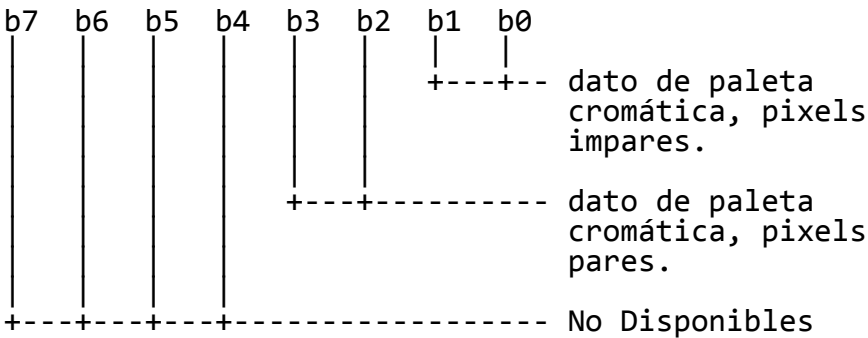 b7 b6 b5 b4 b3 b2 b1 b0
dato de paleta
cromática, pixels
impares.
dato de paleta
cromática, pixels
pares.
No Disponibles